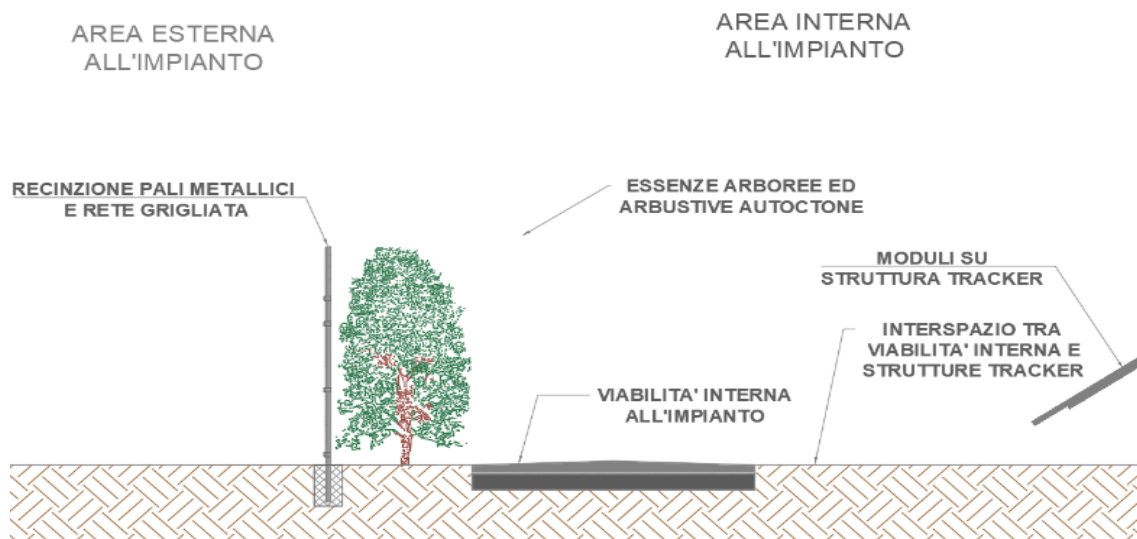 AREA ESTERNA
ALL'IMPIANTO
AREA INTERNA
ALL'IMPIANTO
RECINZIONE PALI METALLICI
E RETE GRIGLIATA
ESSENZE ARBOREE ED
ARBUSTIVE AUTOCTONE
MODULI SU
STRUTTURA TRACKER
INTERSPAZIO TRA
VIABILITA' INTERNA E
STRUTTURE TRACKER
VIABILITA' INTERNA
ALL'IMPIANTO